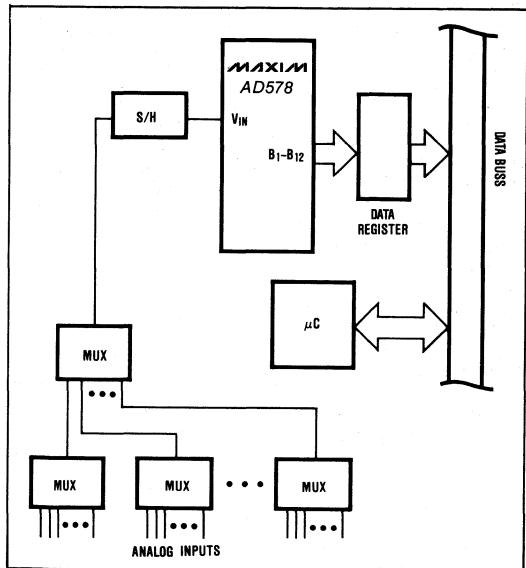 MAXIM
AD578
S/H
VIN
B1–B12
DATA BUSS
DATA
REGISTER
μC
MUX
MUX
MUX
MUX
ANALOG INPUTS